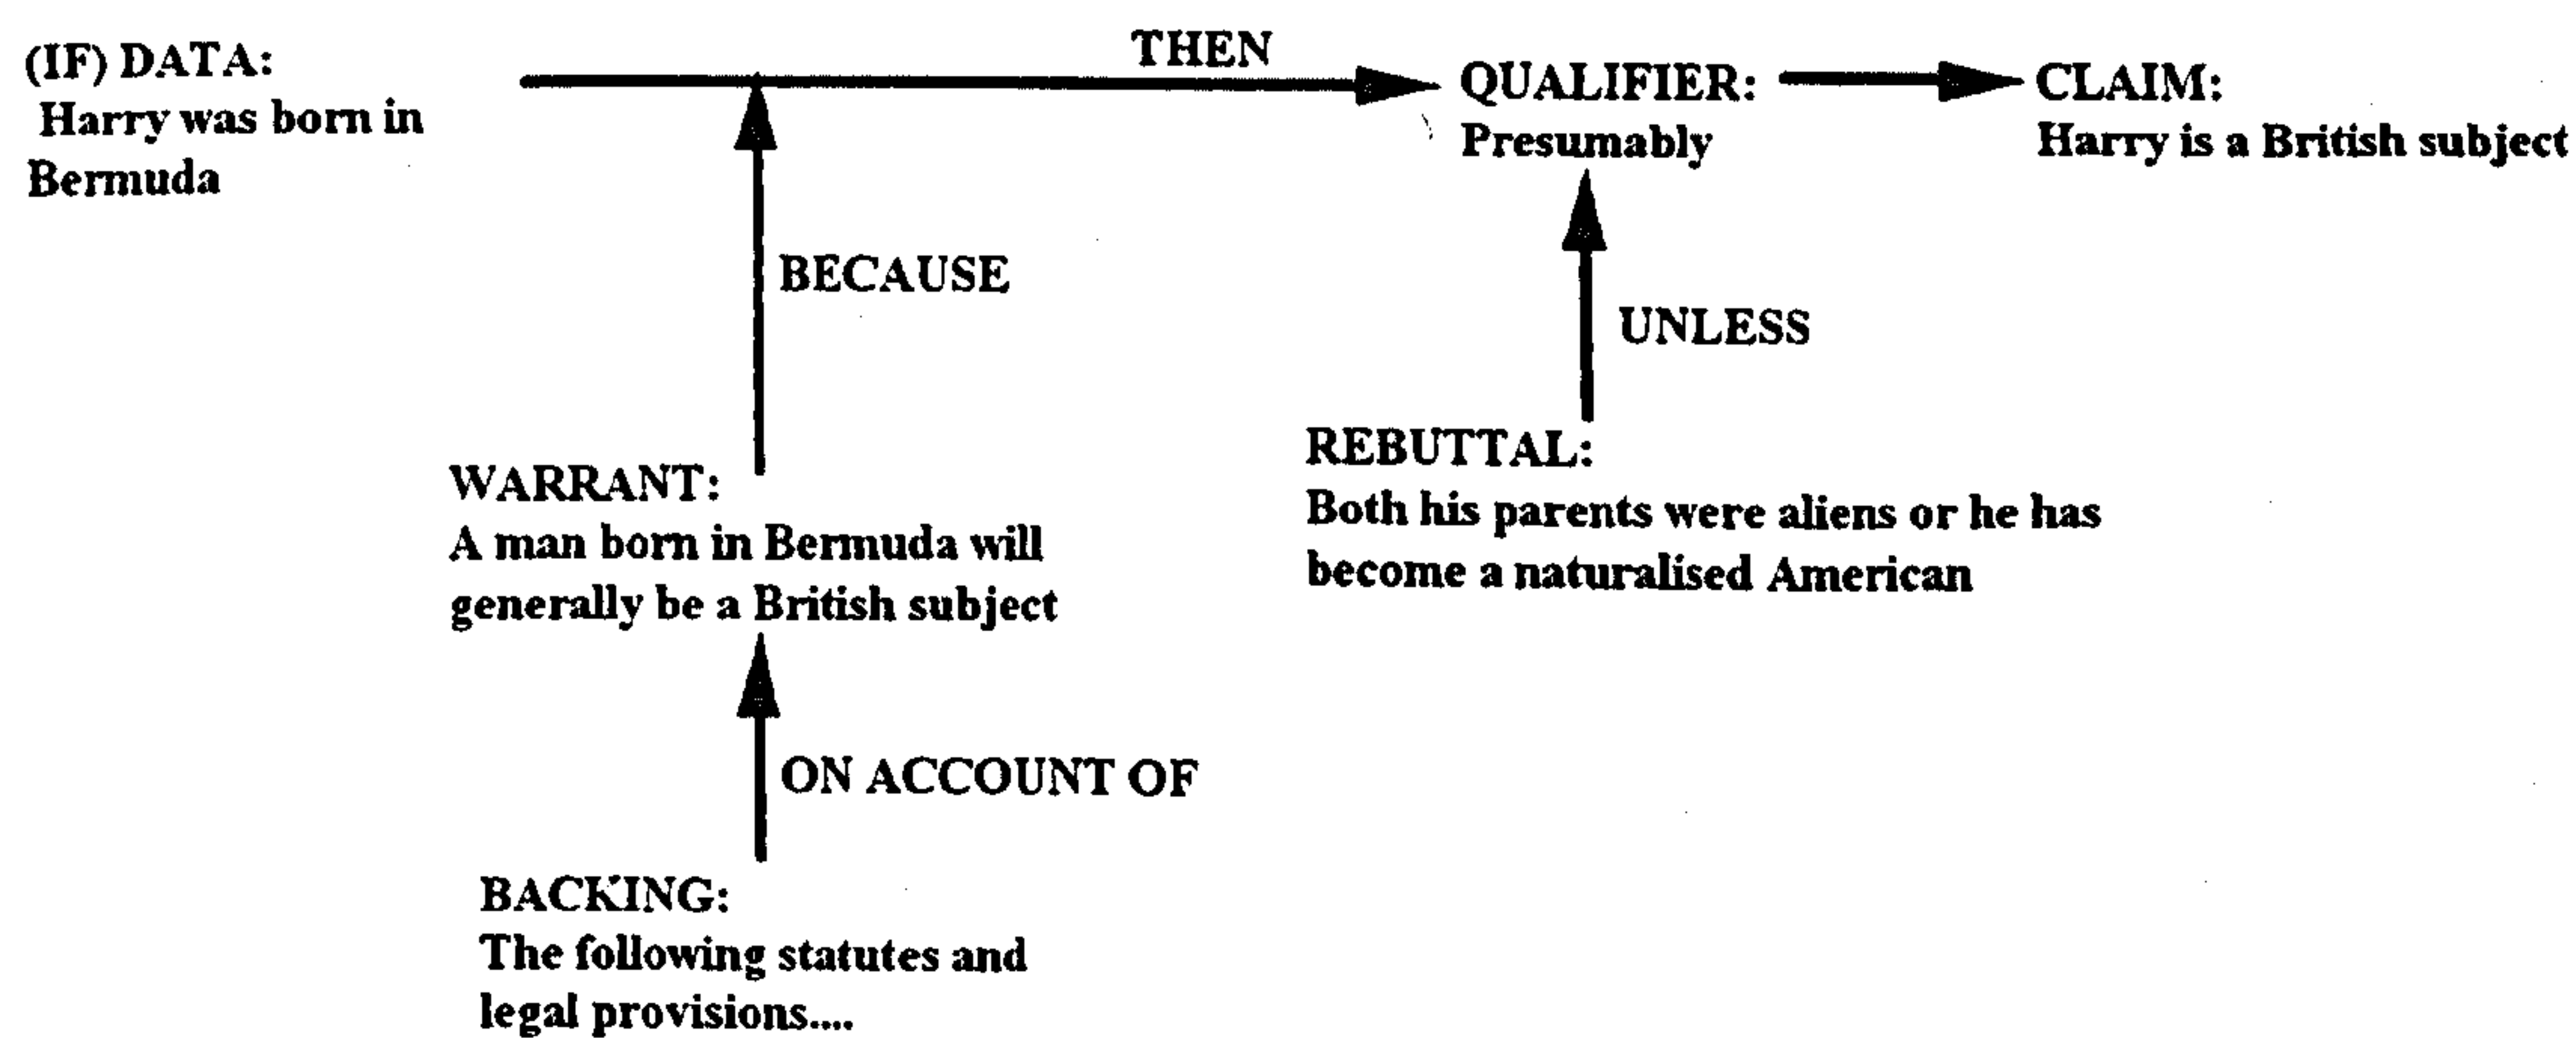 (IF) DATA:
Harry was born in
Bermuda
THEN
QUALIFIER:
Presumably
CLAIM:
Harry is a British subject
BECAUSE
UNLESS
WARRANT:
A man born in Bermuda will
generally be a British subject
REBUTTAL:
Both his parents were aliens or he has
become a naturalised American
ON ACCOUNT OF
BACKING:
The following statutes and
legal provisions....